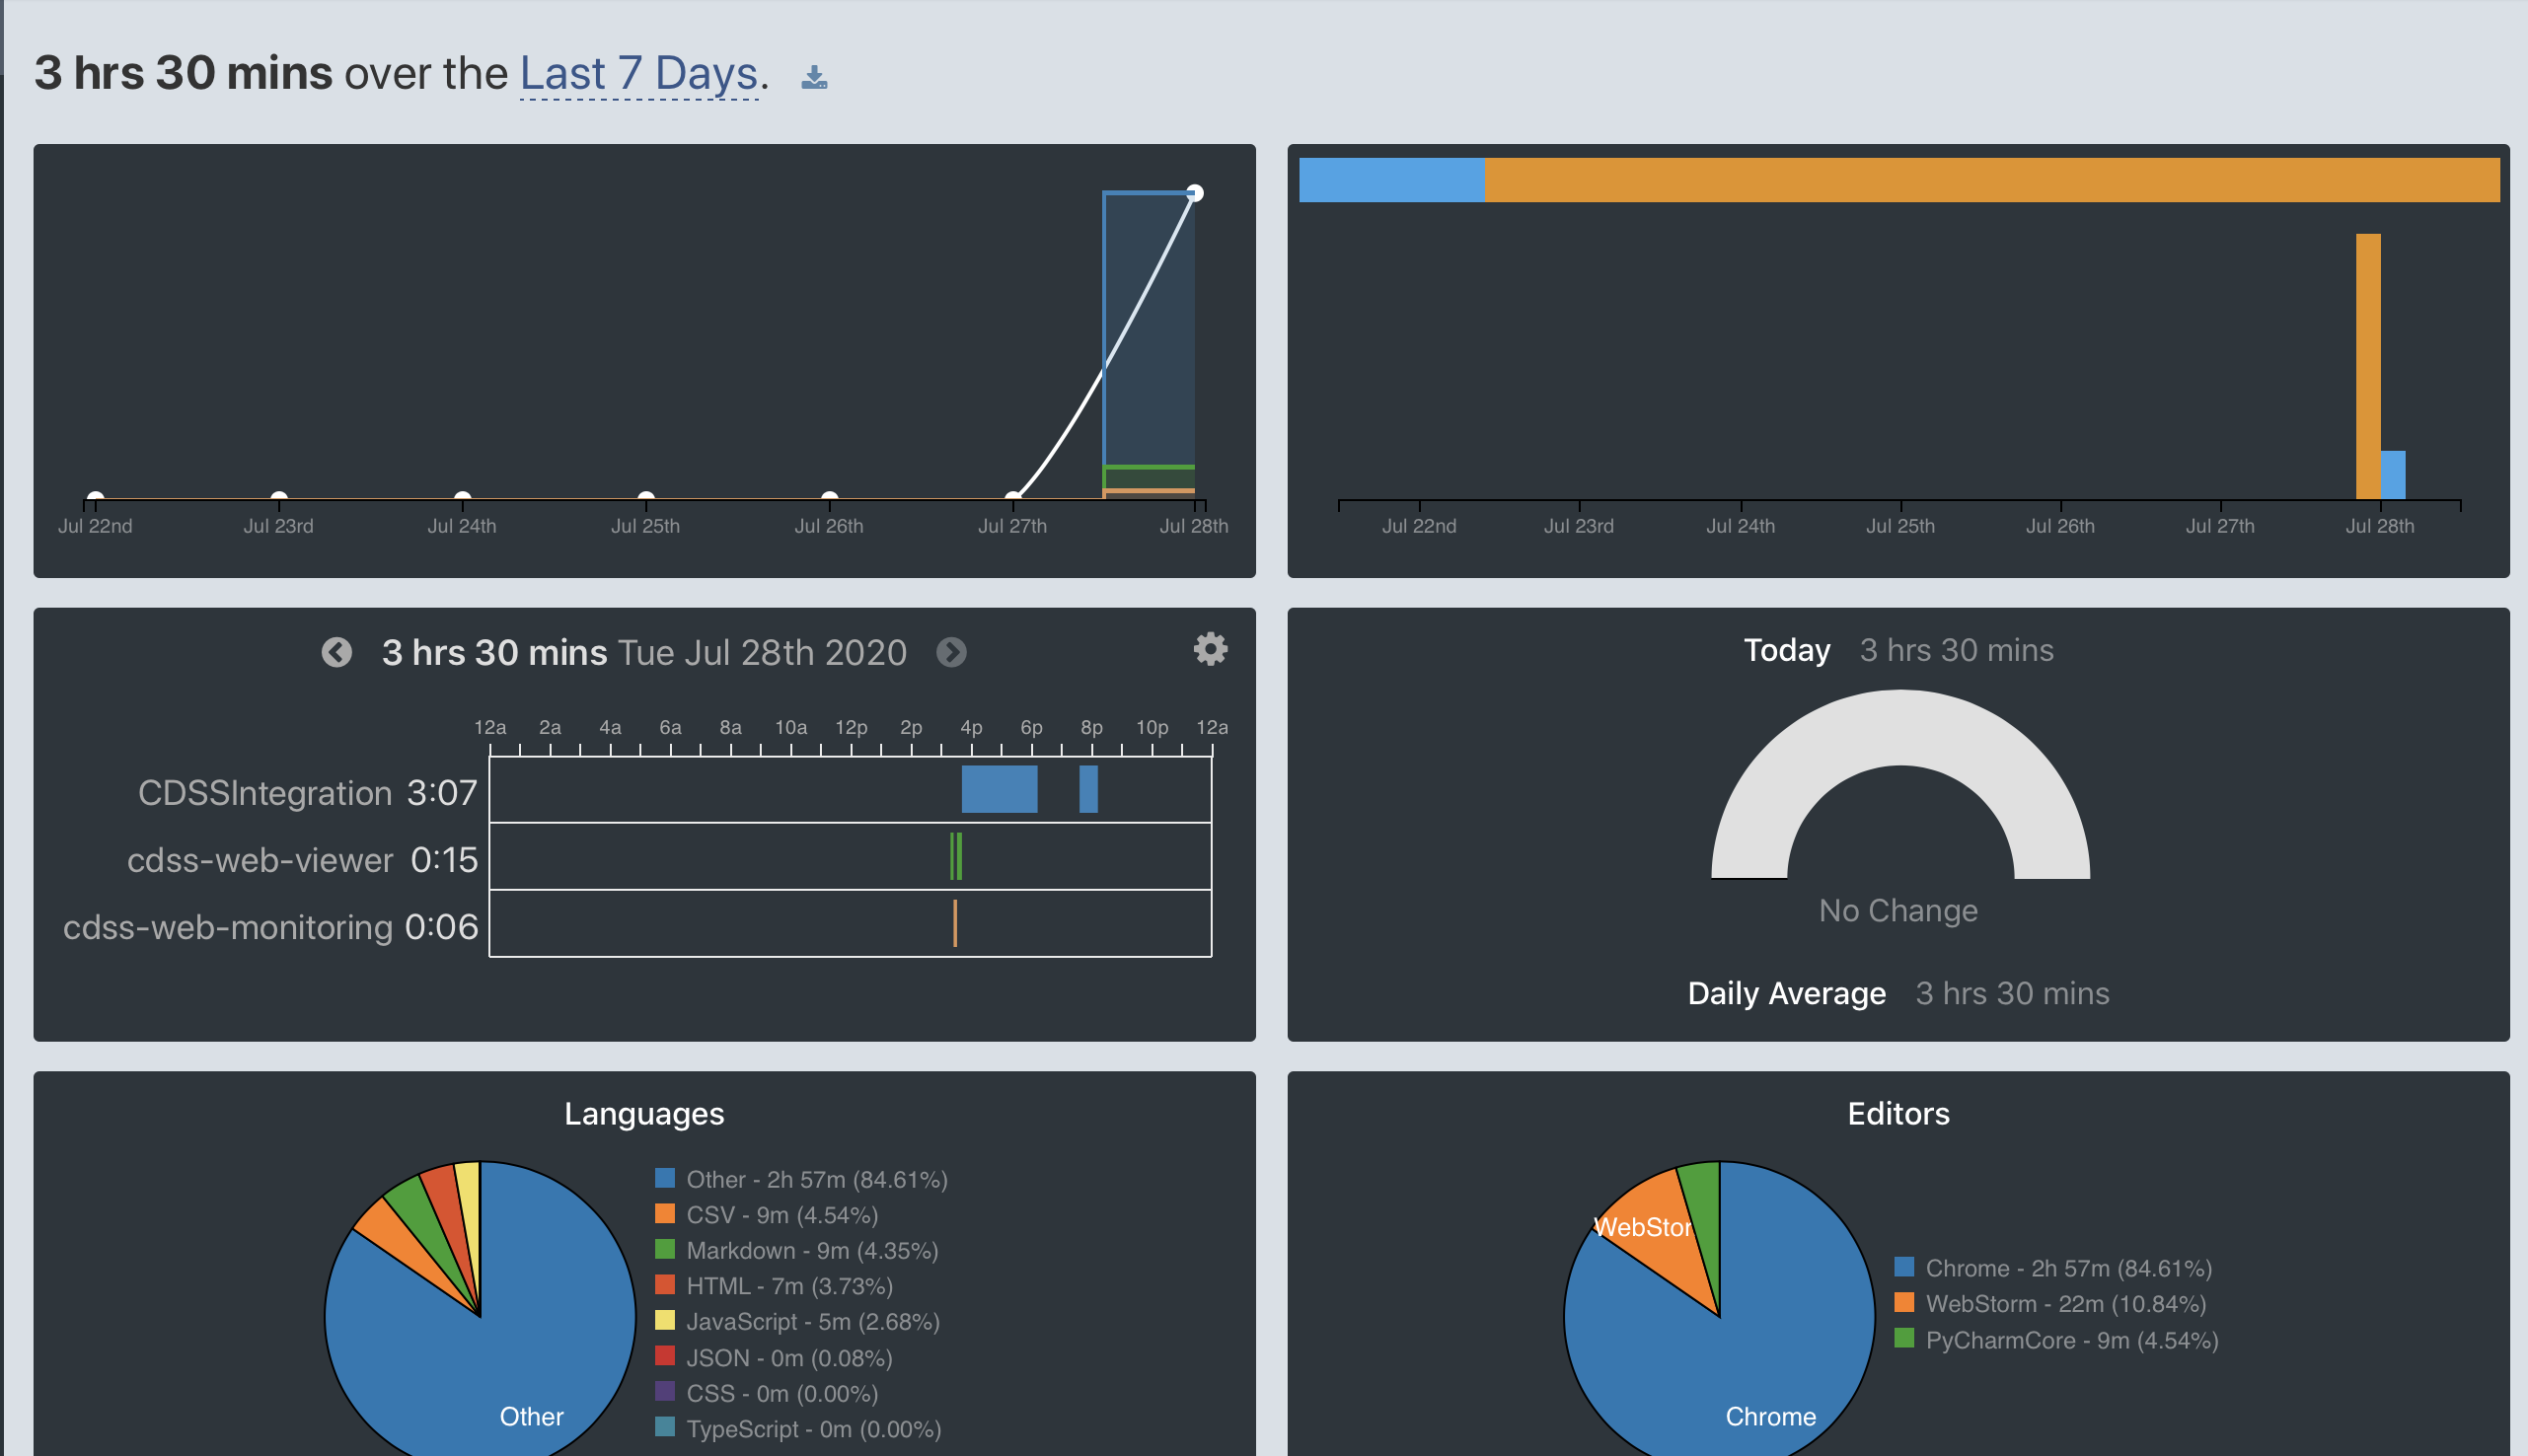 3 hrs 30 mins over the Last 7 Days.
Jul 22nd Jul 23rd Jul 24th Jul 25th Jul 26th Jul 27th Jul 28th
Jul 22nd Jul 23rd Jul 24th Jul 25th Jul 26th Jul 27th Jul 28th
3 hrs 30 mins Tue Jul 28th 2020
12a 2a 4a 6a 8a 10a 12p 2p 4p 6p 8p 10p 12a
CDSSIntegration 3:07
cdss-web-viewer 0:15
cdss-web-monitoring 0:06
Today 3 hrs 30 mins
No Change
Daily Average 3 hrs 30 mins
Languages
Other - 2h 57m (84.61%)
CSV - 9m (4.54%)
Markdown - 9m (4.35%)
HTML - 7m (3.73%)
JavaScript - 5m (2.68%)
JSON - 0m (0.08%)
CSS - 0m (0.00%)
TypeScript - 0m (0.00%)
Other
Editors
WebStor
Chrome - 2h 57m (84.61%)
WebStorm - 22m (10.84%)
PyCharmCore - 9m (4.54%)
Chrome